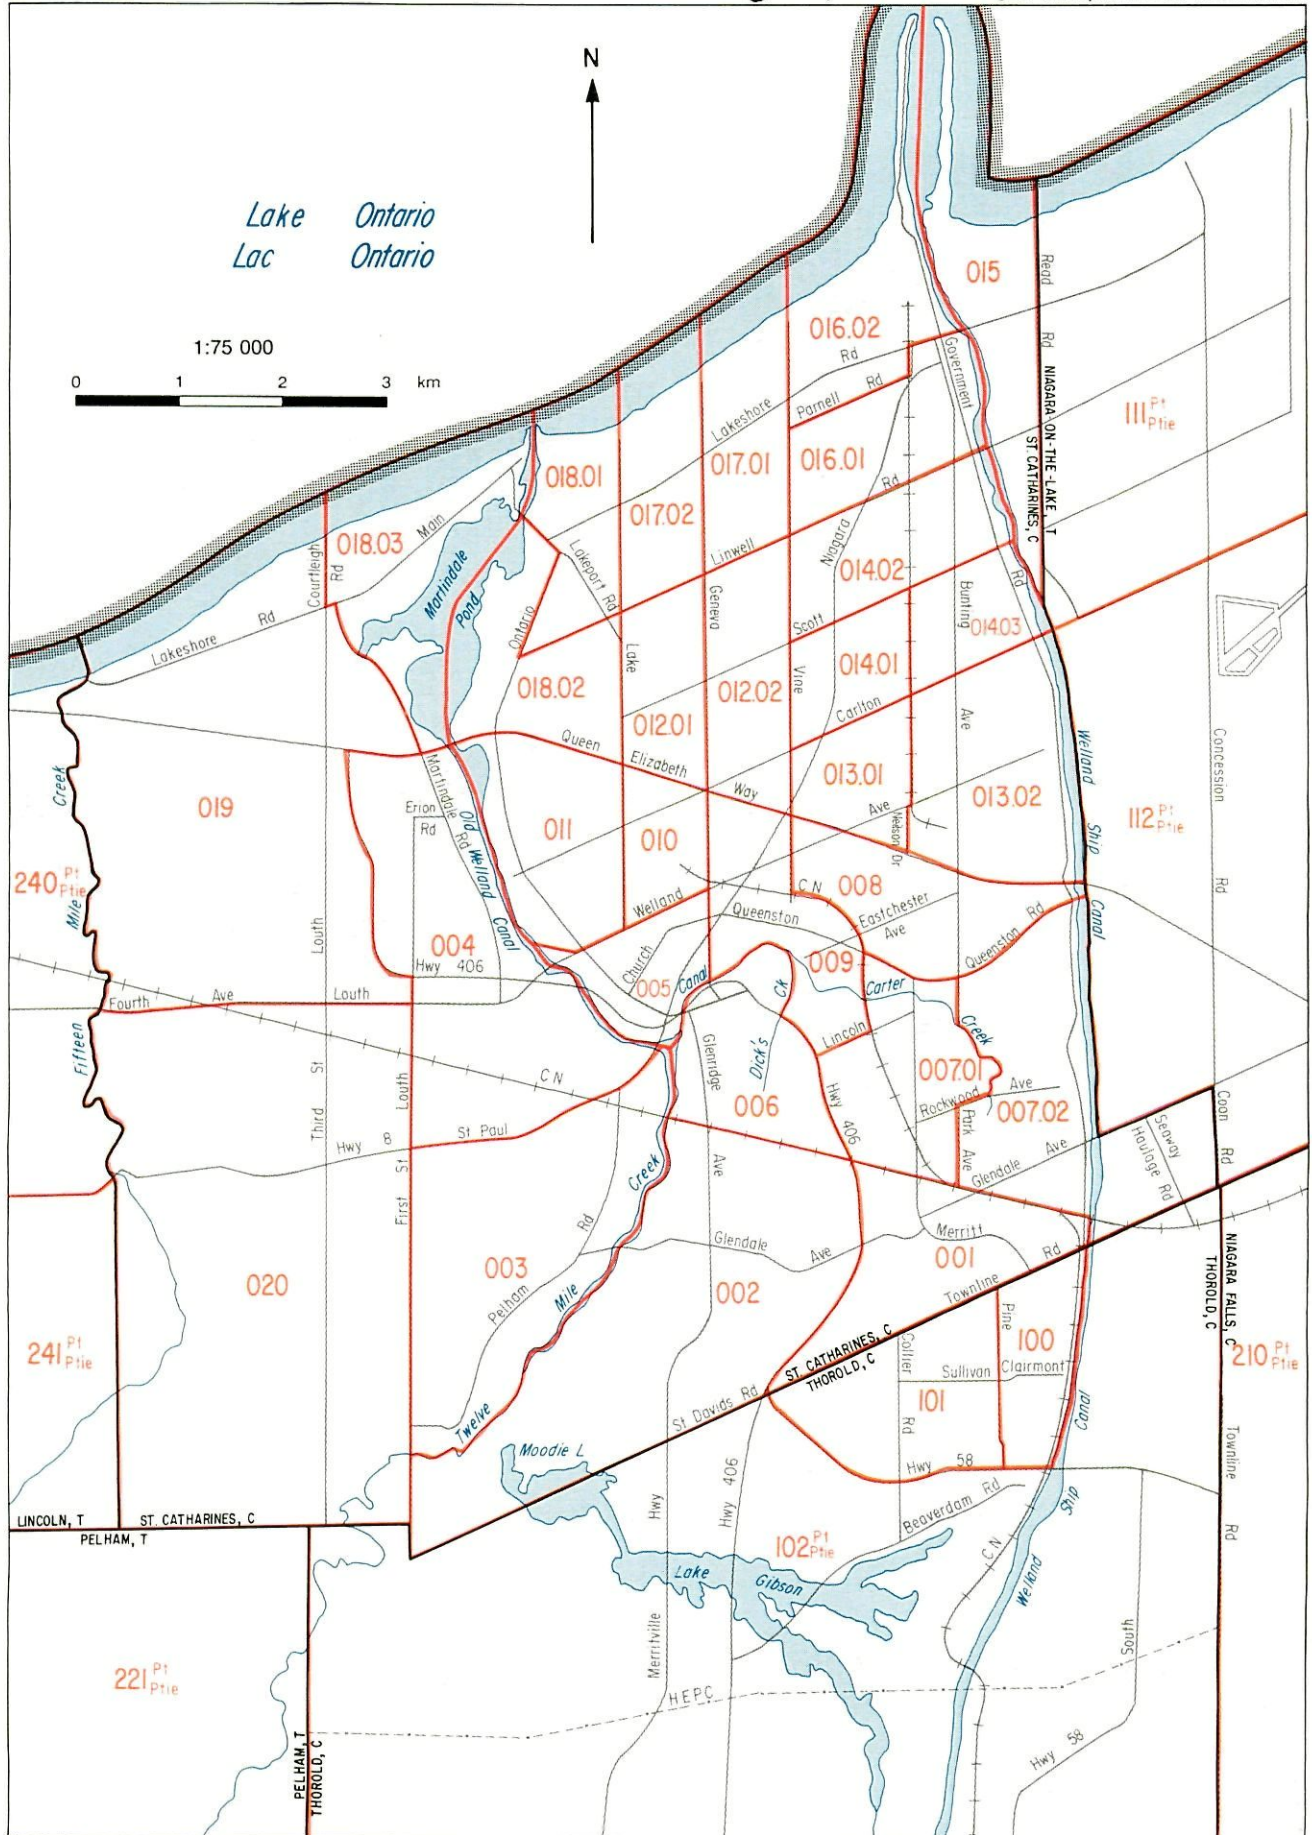 N
Lake Ontario
Lac Ontario
1:75 000
0 1 2 3 km
015
Read Rd
016.02
Lakeshore Rd
Parnell Rd
Government Rd
NIAGARA-ON-THE-LAKE, T
ST. CATHARINES, C
111 Pt Ptie
018.01
017.02
017.01
016.01
018.03
Main
Courtleigh Rd
Martindale Pond
Lakeport Rd
Ontario
Linwell Rd
Niagara
014.02
Bunting Ave
014.03
Geneva
Scott
Lakeshore Rd
Lake
Vine
014.01
018.02
012.01
012.02
Carlton
Queen Elizabeth Way
Welland Ship Canal
Concession Rd
Creek
019
Martindale Rd
Erion Rd
Old Welland Canal
011
010
013.01
Ave
Nelson Dr
013.02
112 Pt Ptie
240 Pt Ptie
Mile
Louth
004
Hwy 406
Welland
CN
008
Queenston
Eastchester Ave
Queenston Rd
Church
005
Canal
009
Carter Creek
Fourth Ave Louth
Fifteen
Dick's Ck
Lincoln
Glenridge Ave
CN
Third St
Louth
006
Hwy 406
007.01
Rockwood Ave
007.02
Park Ave
Glendale Ave
Hwy 8
St Paul
First St
Creek
Seaway Haulage Rd
Coon Rd
Rd
Glendale Ave
Merritt
001
Townline Rd
NIAGARA FALLS, C
THOROLD, C
020
003
Pelham
Mile
002
Pine
100
241 Pt Ptie
210 Pt Ptie
ST. CATHARINES, C
THOROLD, C
Collier Rd
Sullivan
Clairmont
101
Canal
Twelve
St Davids Rd
Moodie L
Hwy 58
Townline Rd
Hwy
Hwy 406
Beaverdam Rd
Ship
LINCOLN, T
ST. CATHARINES, C
PELHAM, T
102 Pt Ptie
CN
Lake Gibson
Welland
Merrittville
South
221 Pt Ptie
HEPC
Hwy 58
PELHAM, T
THOROLD, C